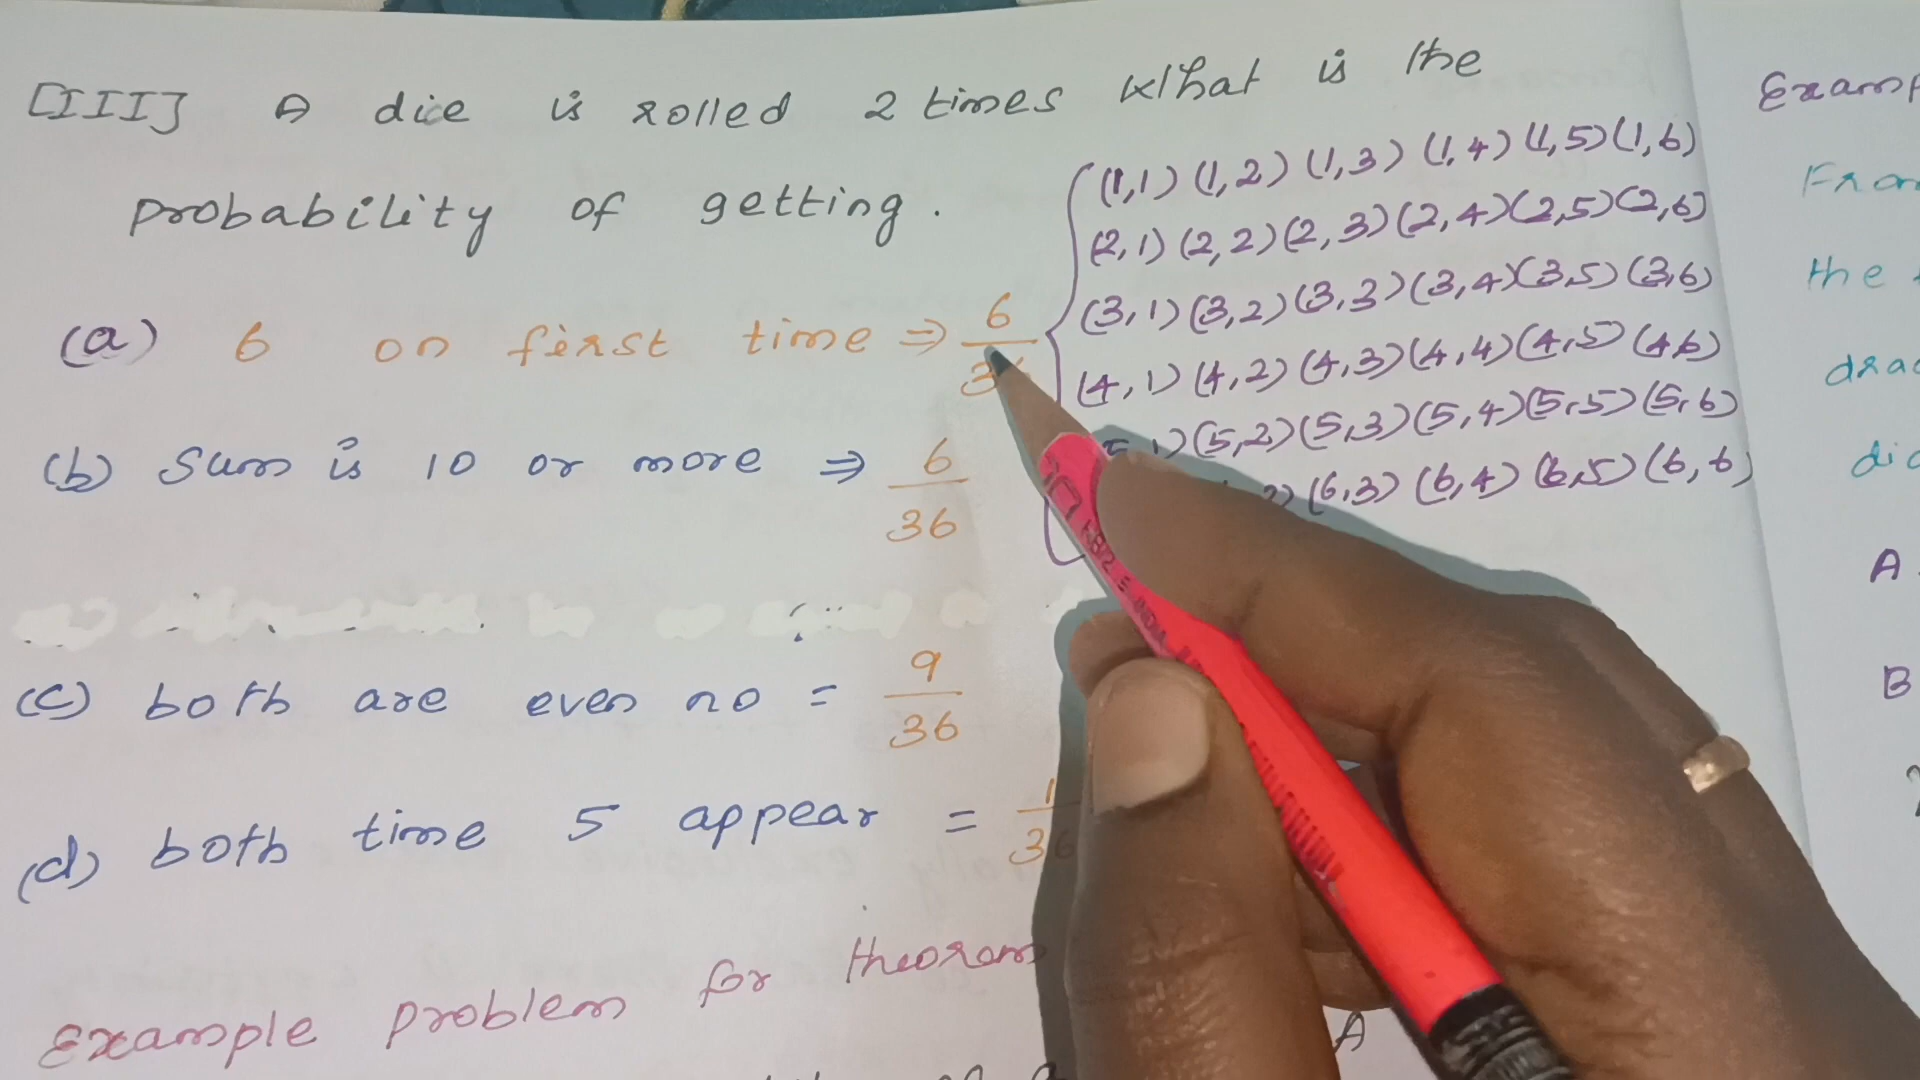 [III] A dice is rolled 2 times What is the
probability of getting.
(1,1) (1,2) (1,3) (1,4) (1,5) (1,6)
(2,1) (2,2) (2,3) (2,4) (2,5) (2,6)
(3,1) (3,2) (3,3) (3,4) (3,5) (3,6)
(4,1) (4,2) (4,3) (4,4) (4,5) (4,6)
(5,2) (5,3) (5,4) (5,5) (5,6)
(6,3) (6,4) (6,5) (6,6)
(a) 6 on first time ⇒ 6/36
(b) Sum is 10 or more ⇒ 6/36
(c) both are even no = 9/36
(d) both time 5 appear = 1/36
Example problem for theoram
A
Examp
From
the
A
B